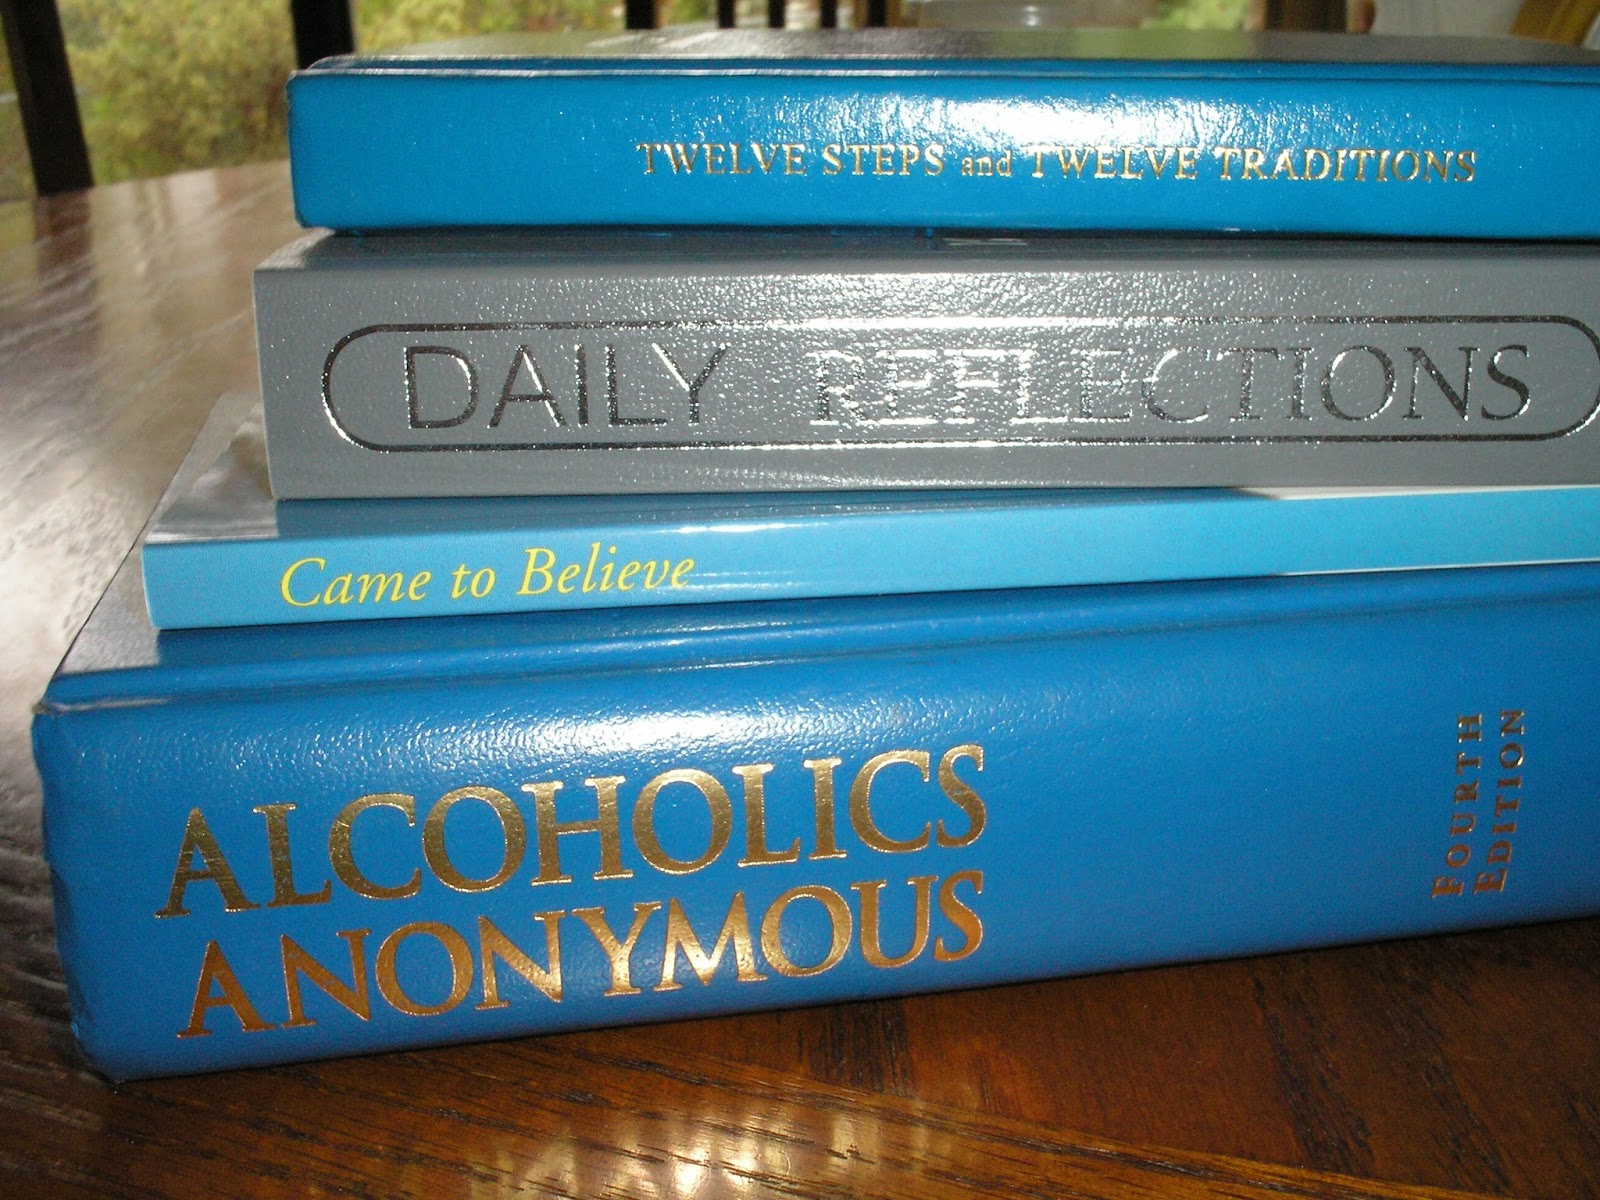 TWELVE STEPS and TWELVE TRADITIONS
DAILY REFLECTIONS
Came to Believe
ALCOHOLICS
ANONYMOUS
FOURTH
EDITION